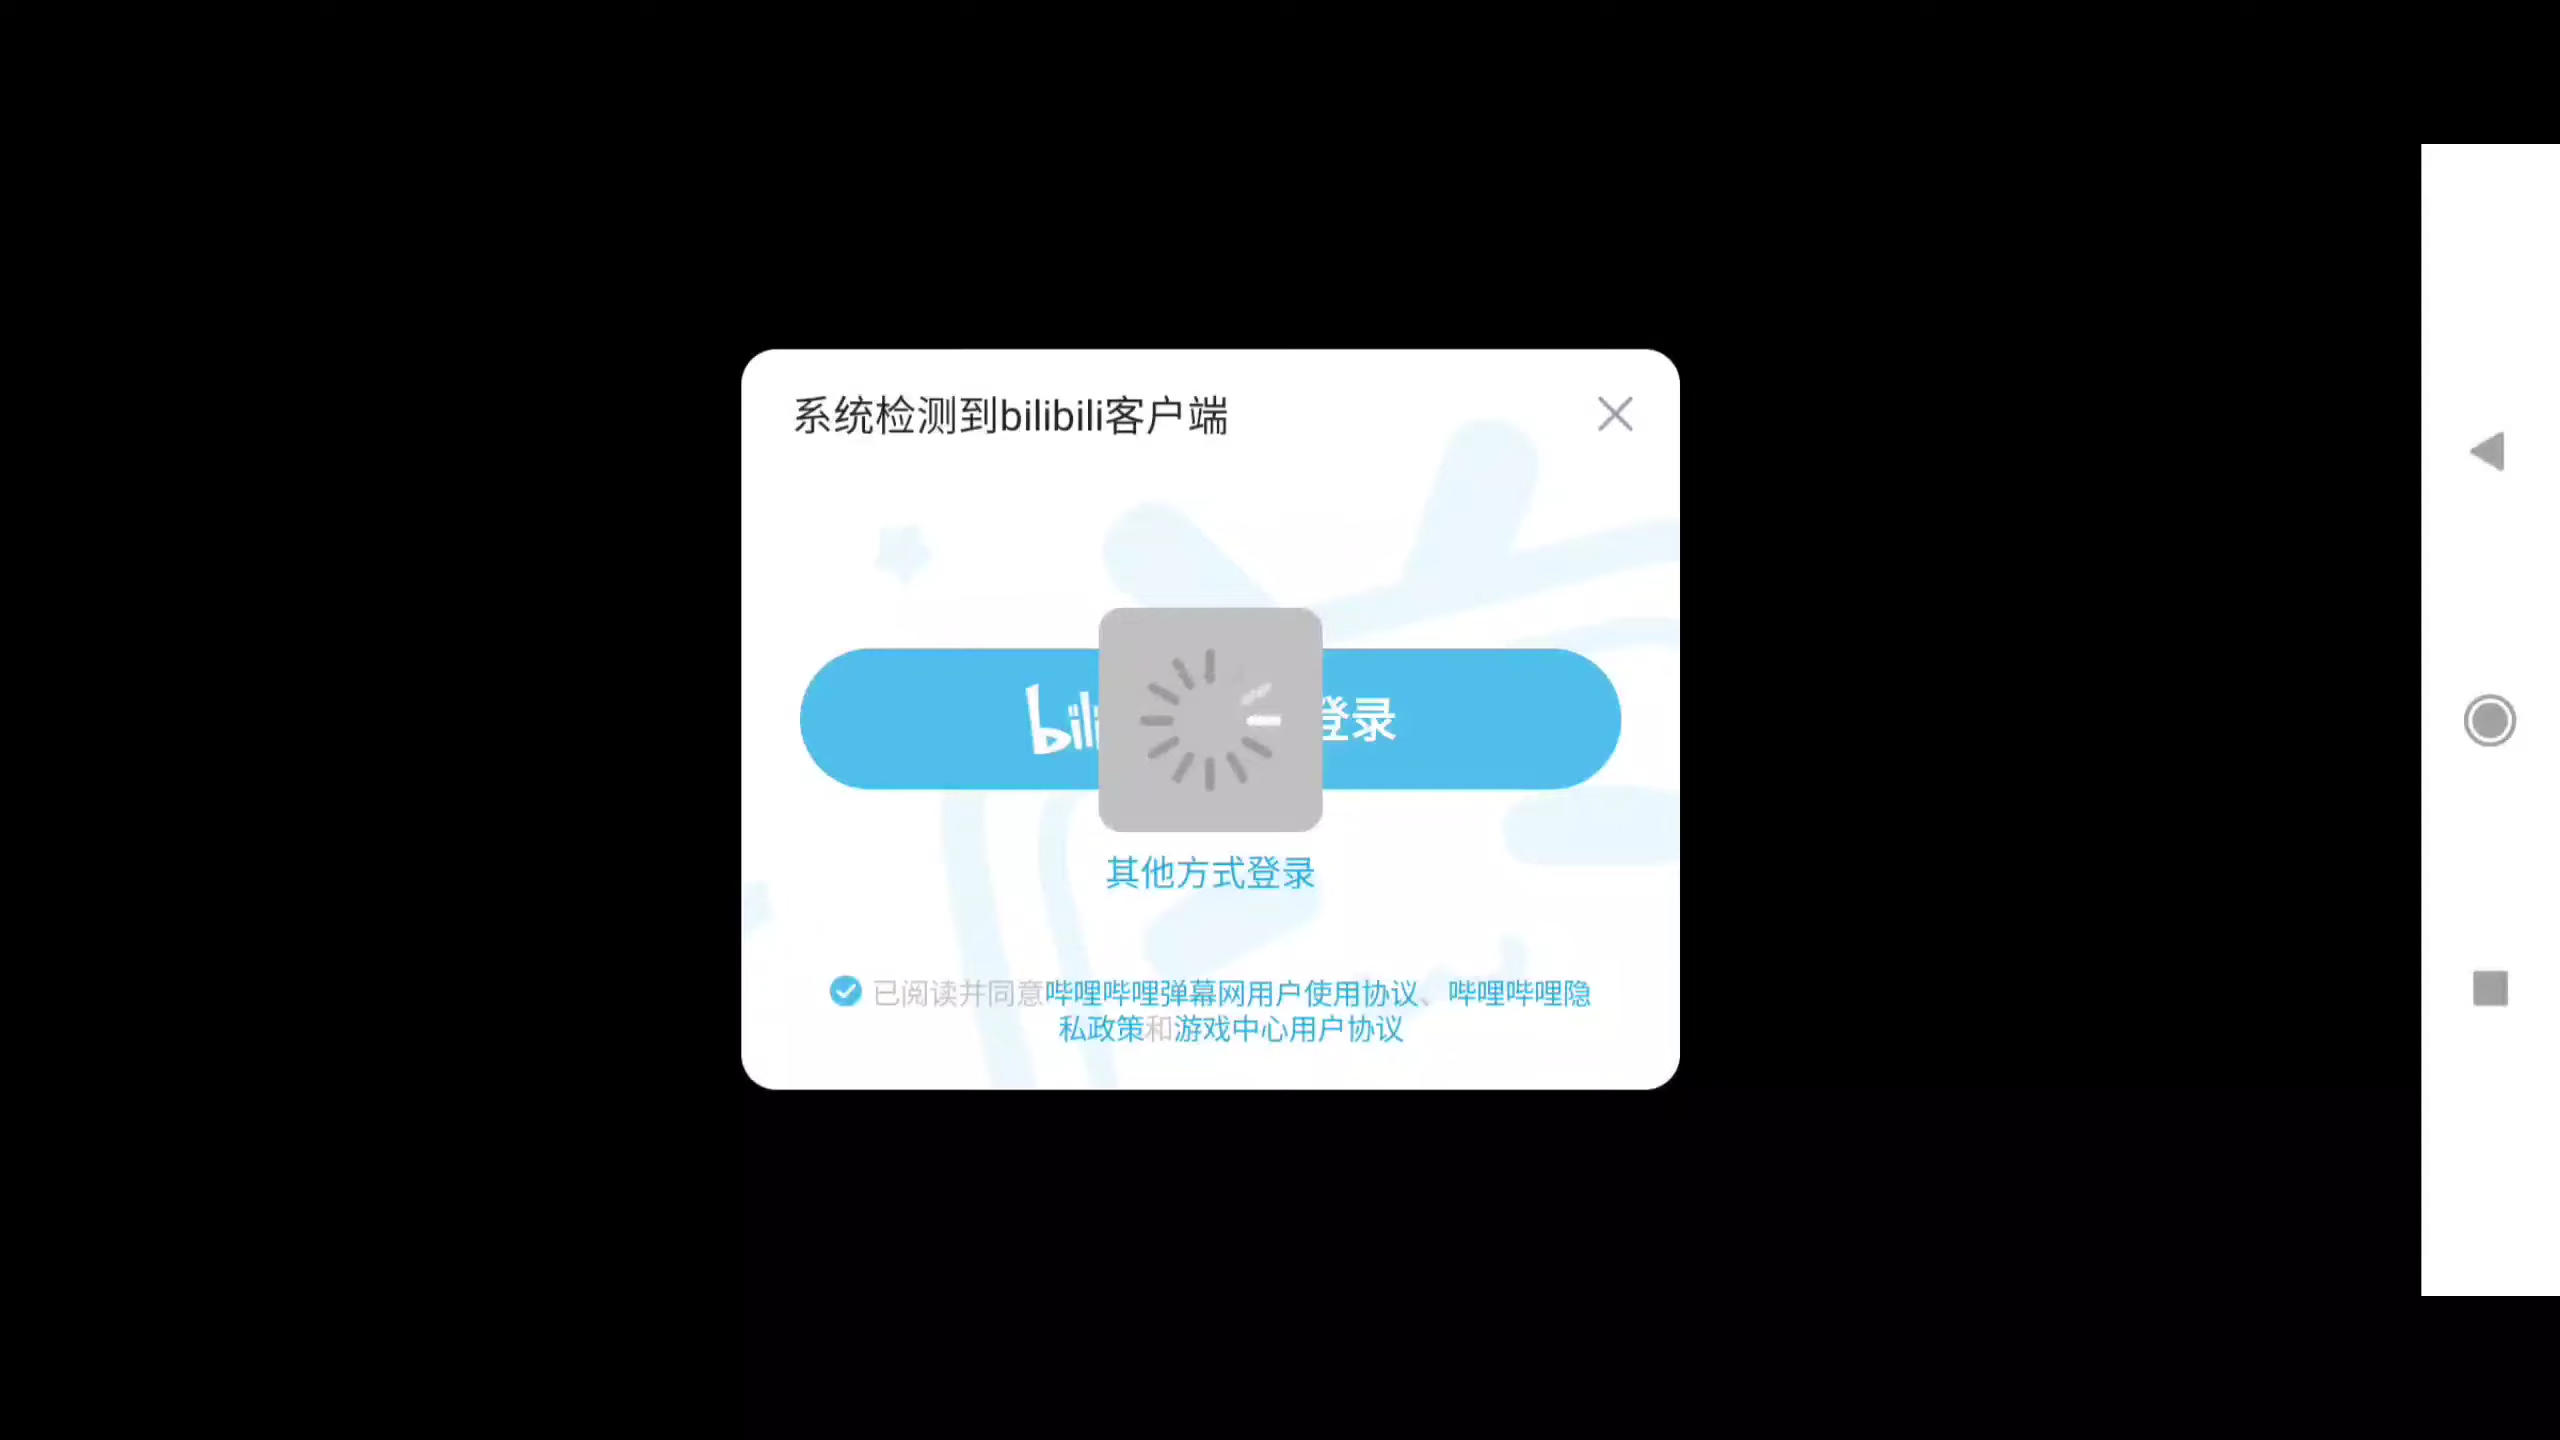 系统检测到bilibili客户端
bili 登录
其他方式登录
已阅读并同意哔哩哔哩弹幕网用户使用协议、哔哩哔哩隐
私政策和游戏中心用户协议